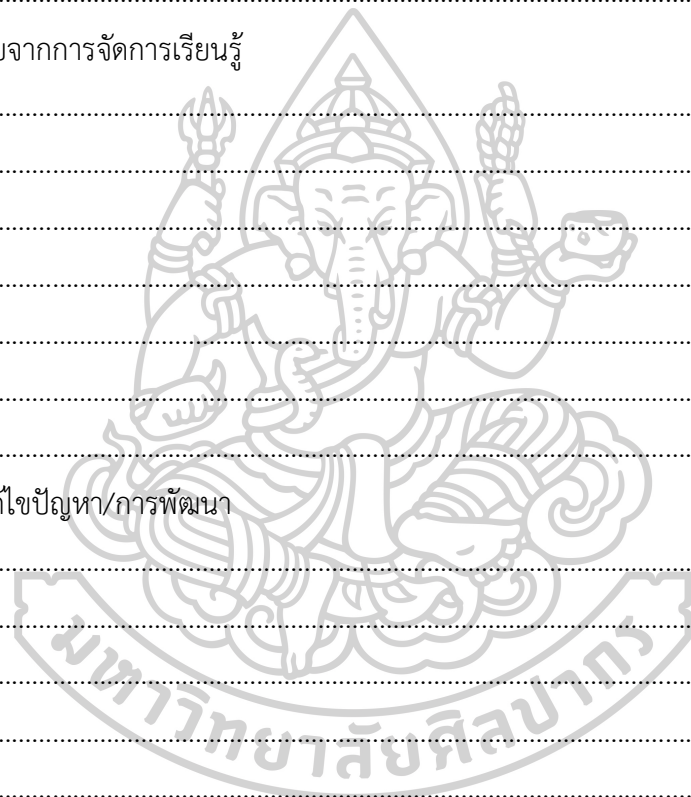 บจากการจัดการเรียนรู้
ก้ไขปัญหา/การพัฒนา
มหาวิทยาลัยศิลปากร